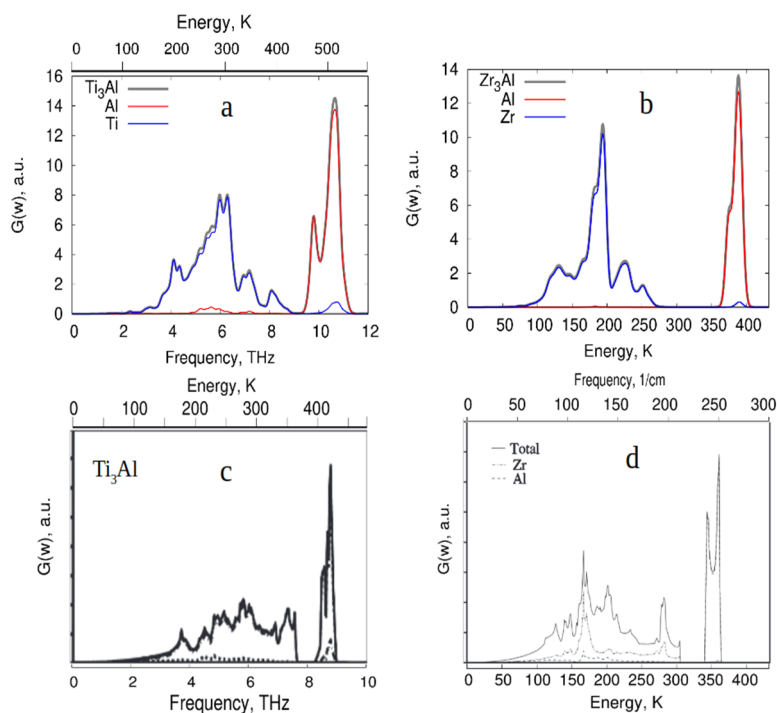 Energy, K
0 100 200 300 400 500
16
14
12
10
8
6
4
2
0
G(w), a.u.
Ti3Al
Al
Ti
a
0 2 4 6 8 10 12
Frequency, THz
14
12
10
8
6
4
2
0
G(w), a.u.
Zr3Al
Al
Zr
b
0 50 100 150 200 250 300 350 400
Energy, K
Energy, K
0 100 200 300 400
G(w), a.u.
Ti3Al
c
0 2 4 6 8 10
Frequency, THz
Frequency, 1/cm
0 50 100 150 200 250 300
G(w), a.u.
Total
Zr
Al
d
0 50 100 150 200 250 300 350 400
Energy, K